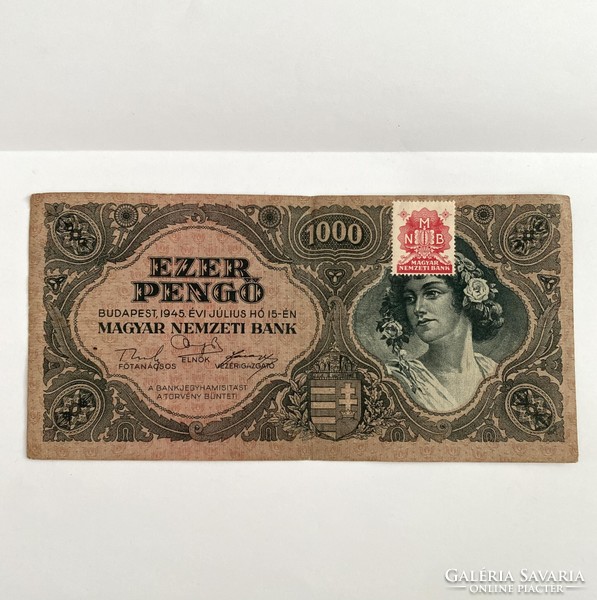 1000
M
N B
MAGYAR
NEMZETI BANK
EZER
PENGŐ
BUDAPEST, 1945. ÉVI JÚLIUS HÓ 15-ÉN
MAGYAR NEMZETI BANK
FŐTANÁCSOS ELNÖK VEZÉRIGAZGATÓ
A BANKJEGYHAMISÍTÁST
A TÖRVÉNY BÜNTETI
GALÉRIA SAVARIA
ONLINE PIACTÉR